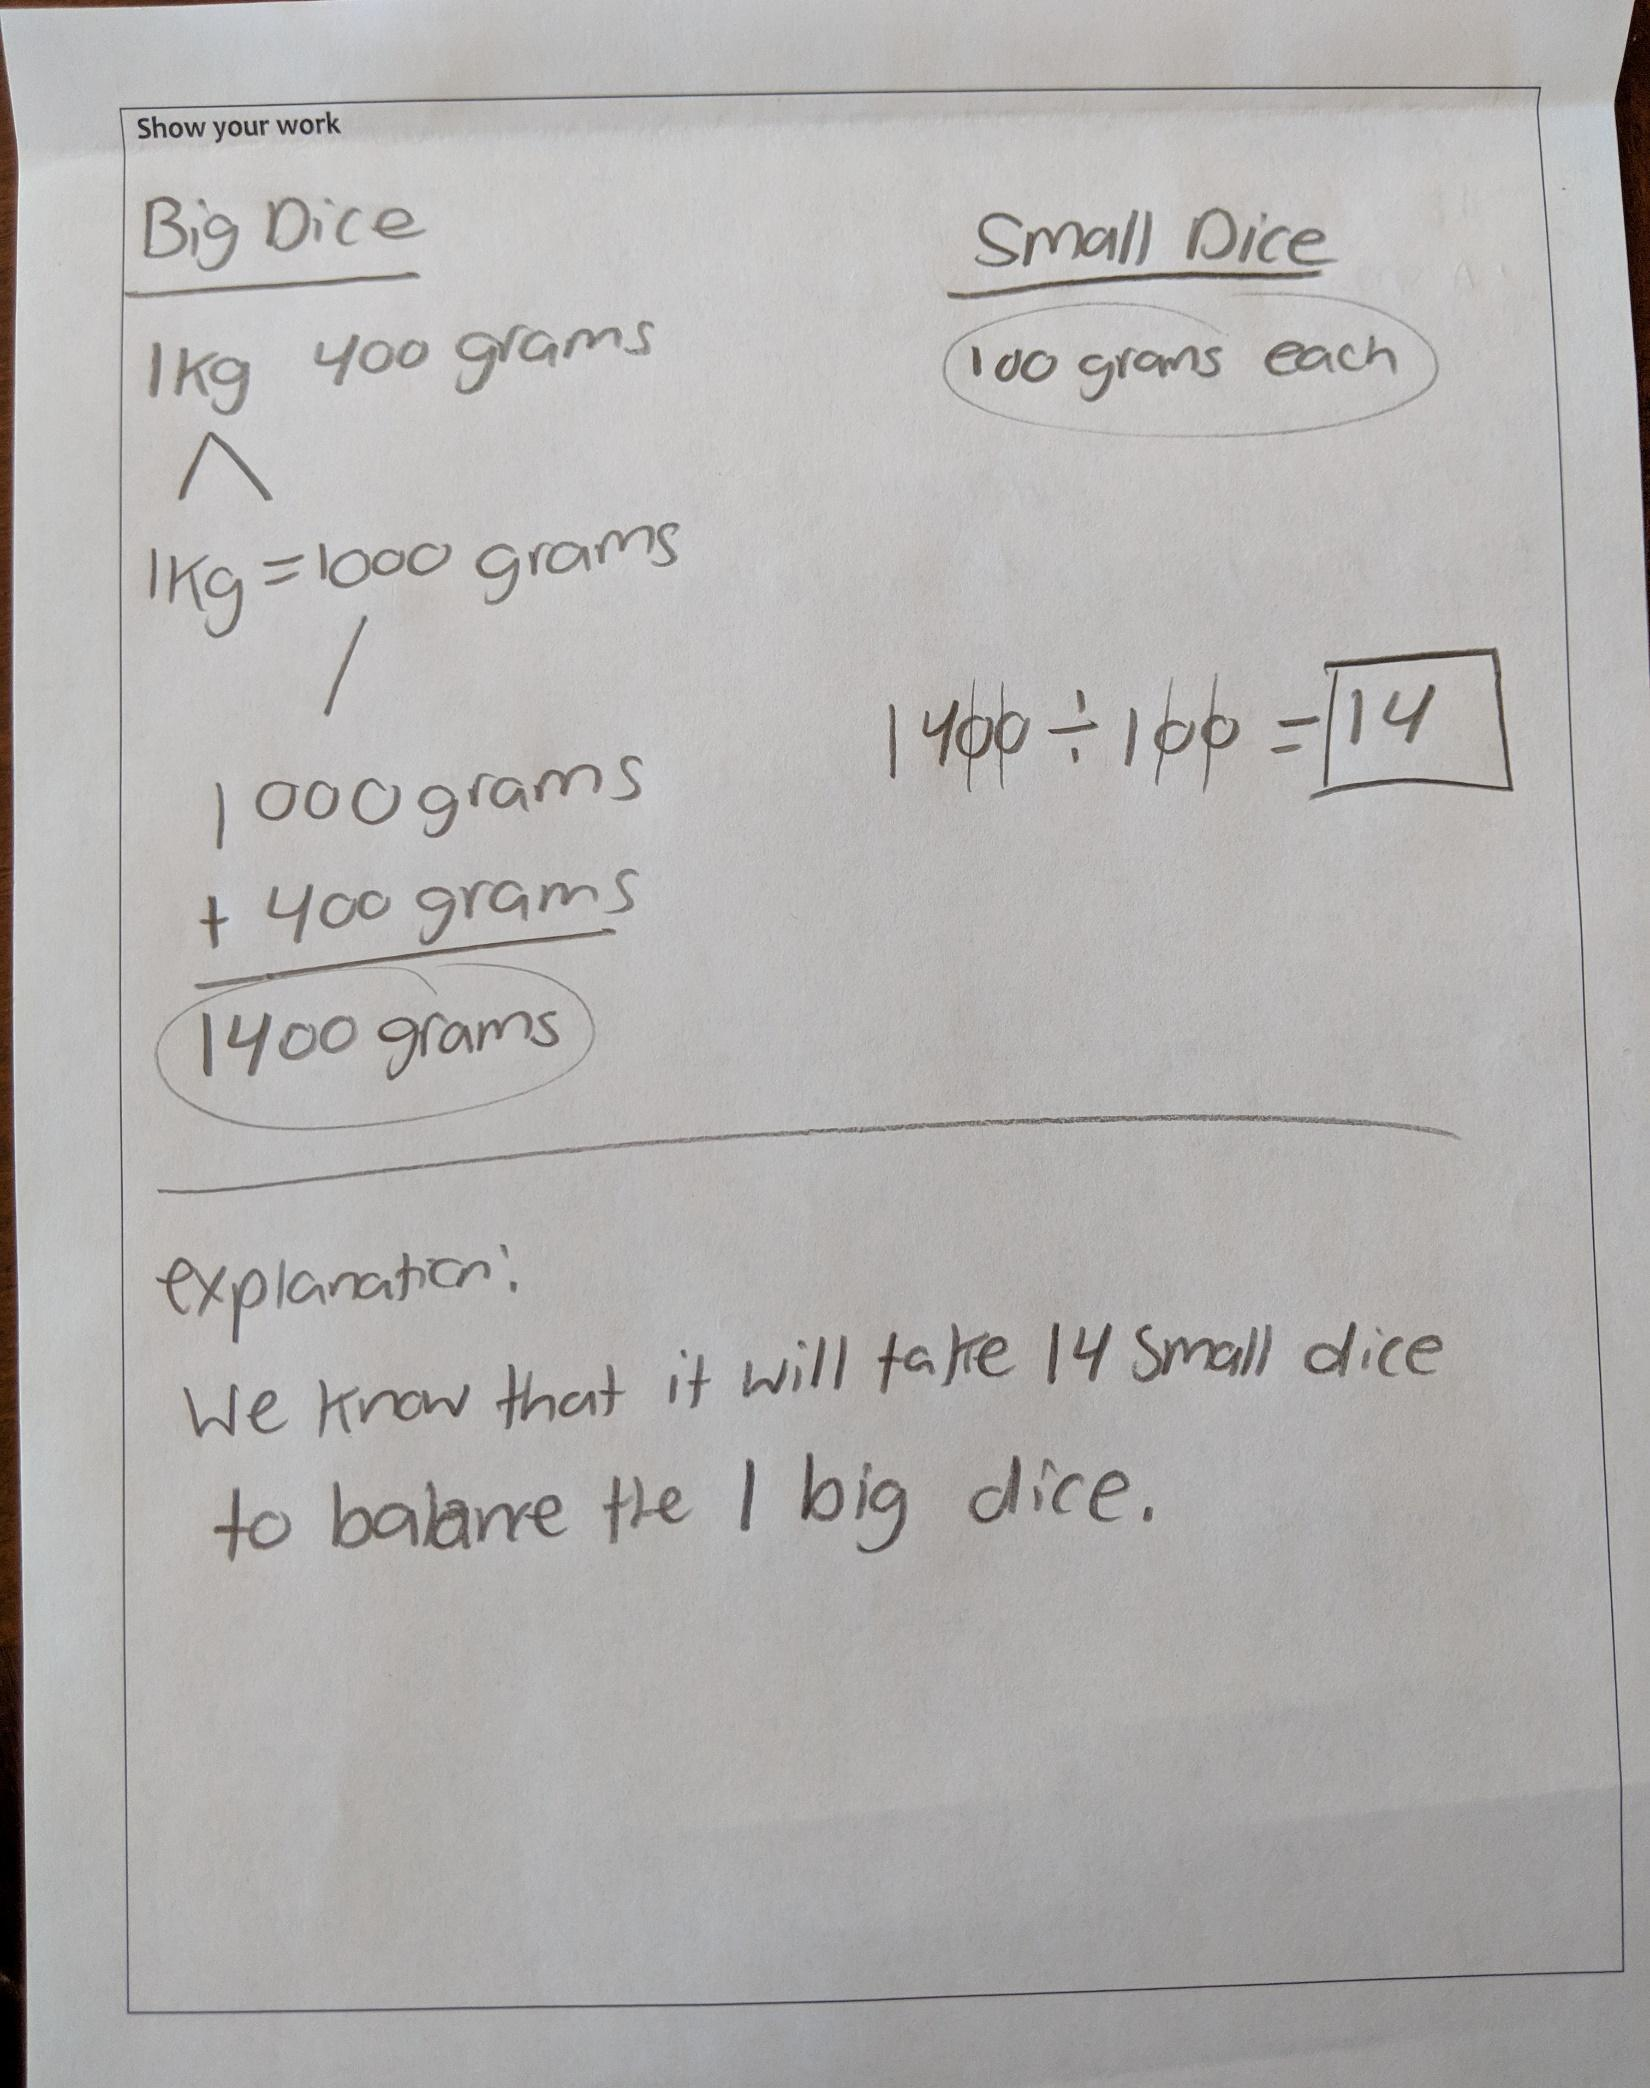 Show your work
Big Dice
1kg 400 grams
1kg = 1000 grams
1000 grams
+ 400 grams
1400 grams
Small Dice
100 grams each
1400 ÷ 100 = 14
explanation:
We know that it will take 14 small dice
to balance the 1 big dice.